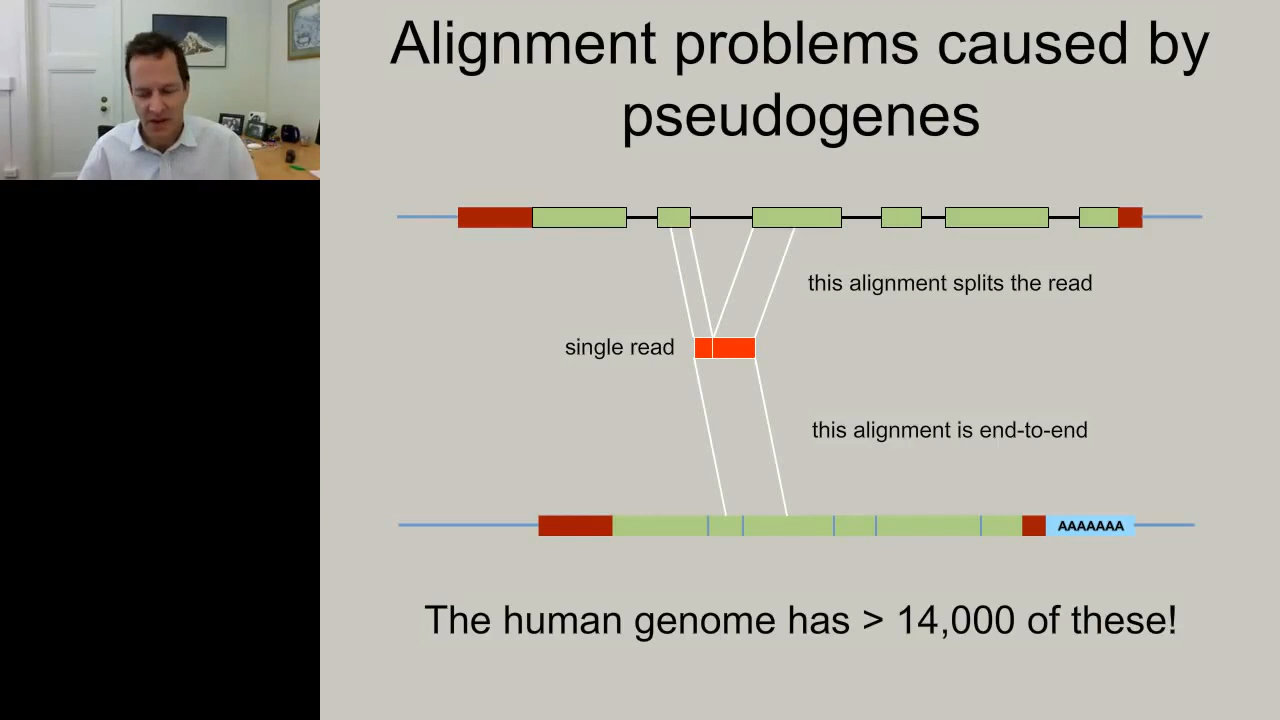 Alignment problems caused by
pseudogenes
this alignment splits the read
single read
this alignment is end-to-end
AAAAAAA
The human genome has > 14,000 of these!